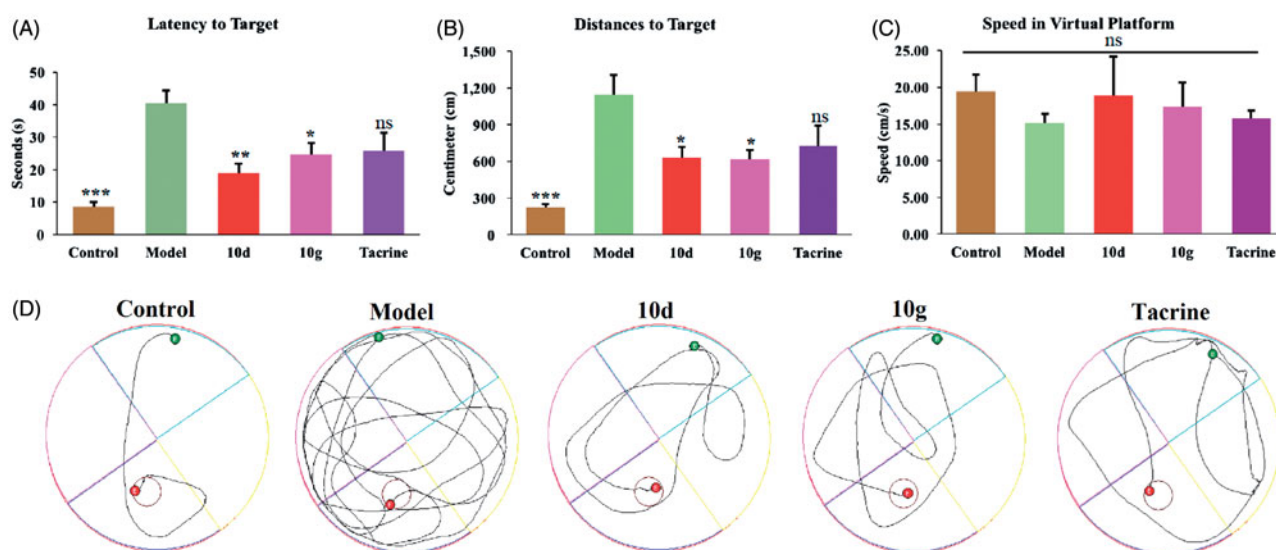 (A)
Latency to Target
Seconds (s)
50
40
30
20
10
0
***
**
*
ns
Control Model 10d 10g Tacrine
(B)
Distances to Target
Centimeter (cm)
1,500
1,200
900
600
300
0
***
*
*
ns
Control Model 10d 10g Tacrine
(C)
Speed in Virtual Platform
ns
Speed (cm/s)
25.00
20.00
15.00
10.00
5.00
0.00
Control Model 10d 10g Tacrine
(D)
Control Model 10d 10g Tacrine